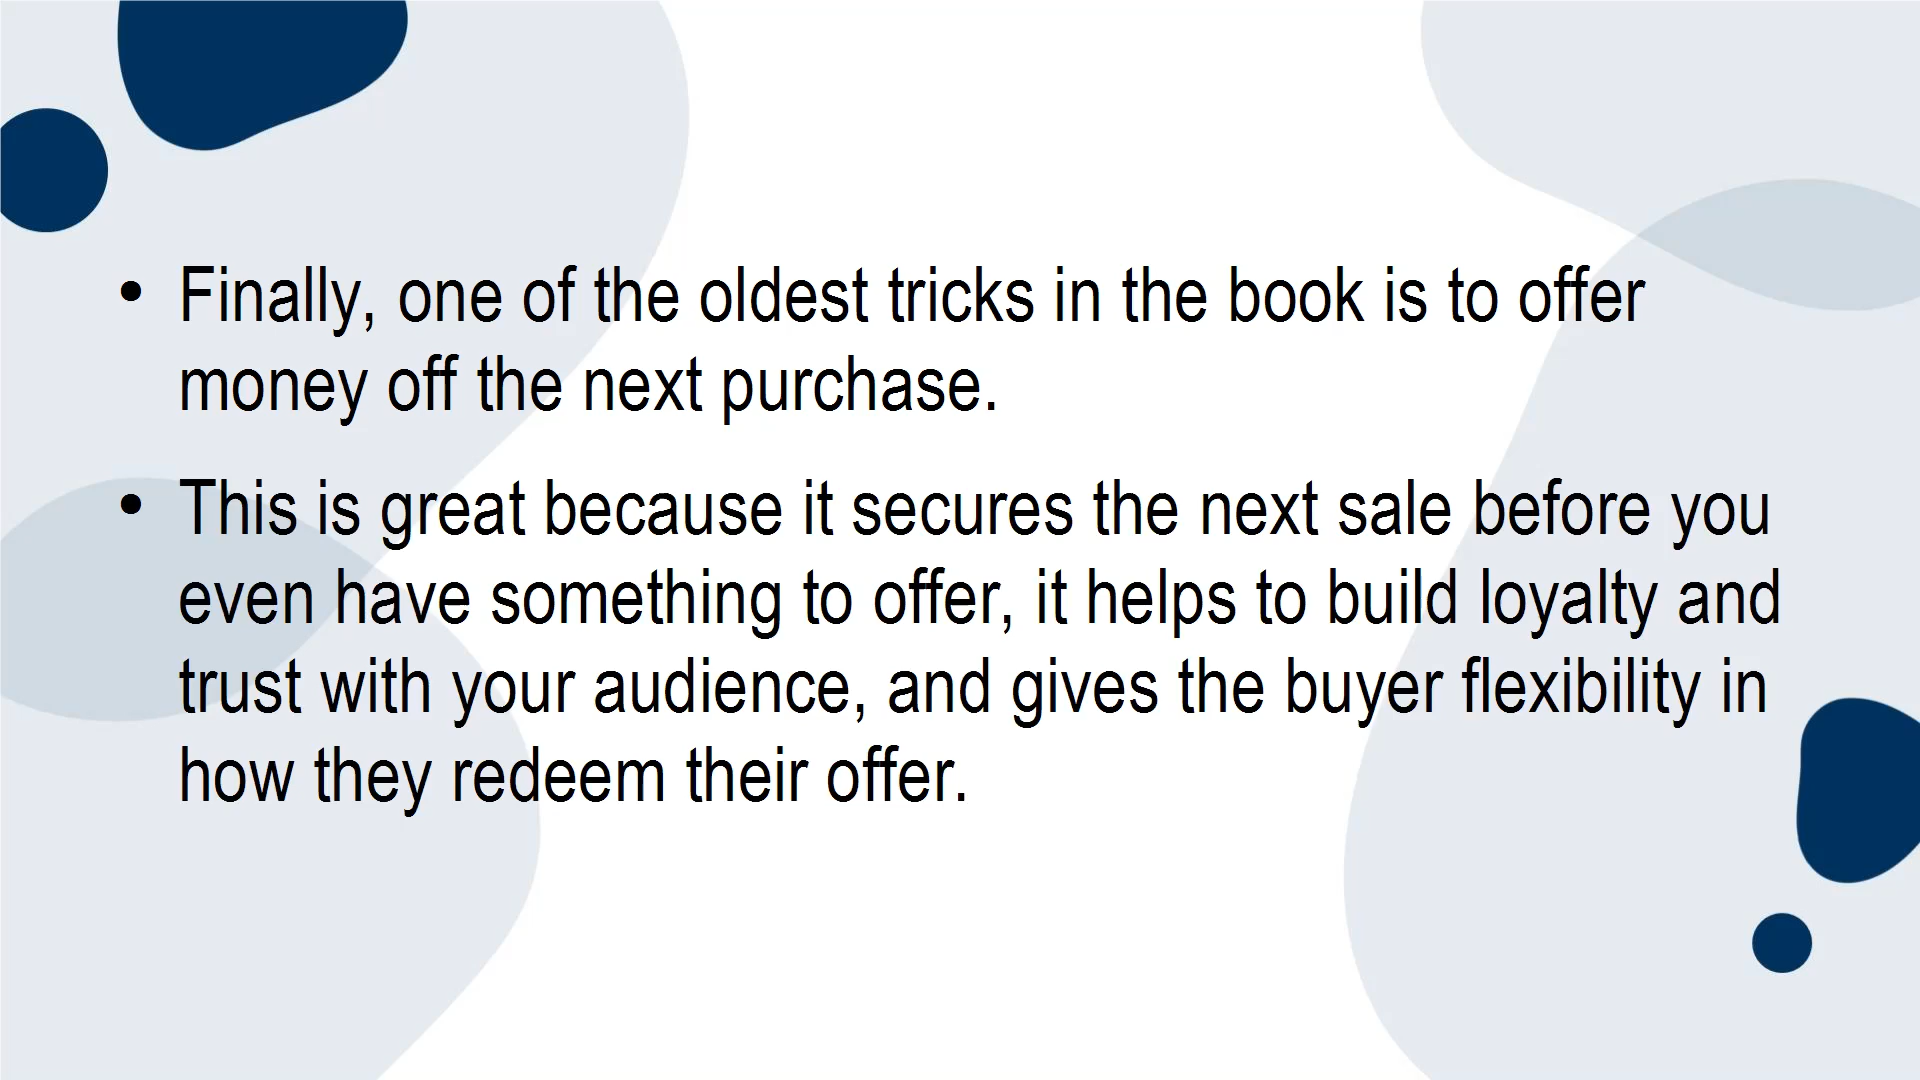 • Finally, one of the oldest tricks in the book is to offer
money off the next purchase.
• This is great because it secures the next sale before you
even have something to offer, it helps to build loyalty and
trust with your audience, and gives the buyer flexibility in
how they redeem their offer.